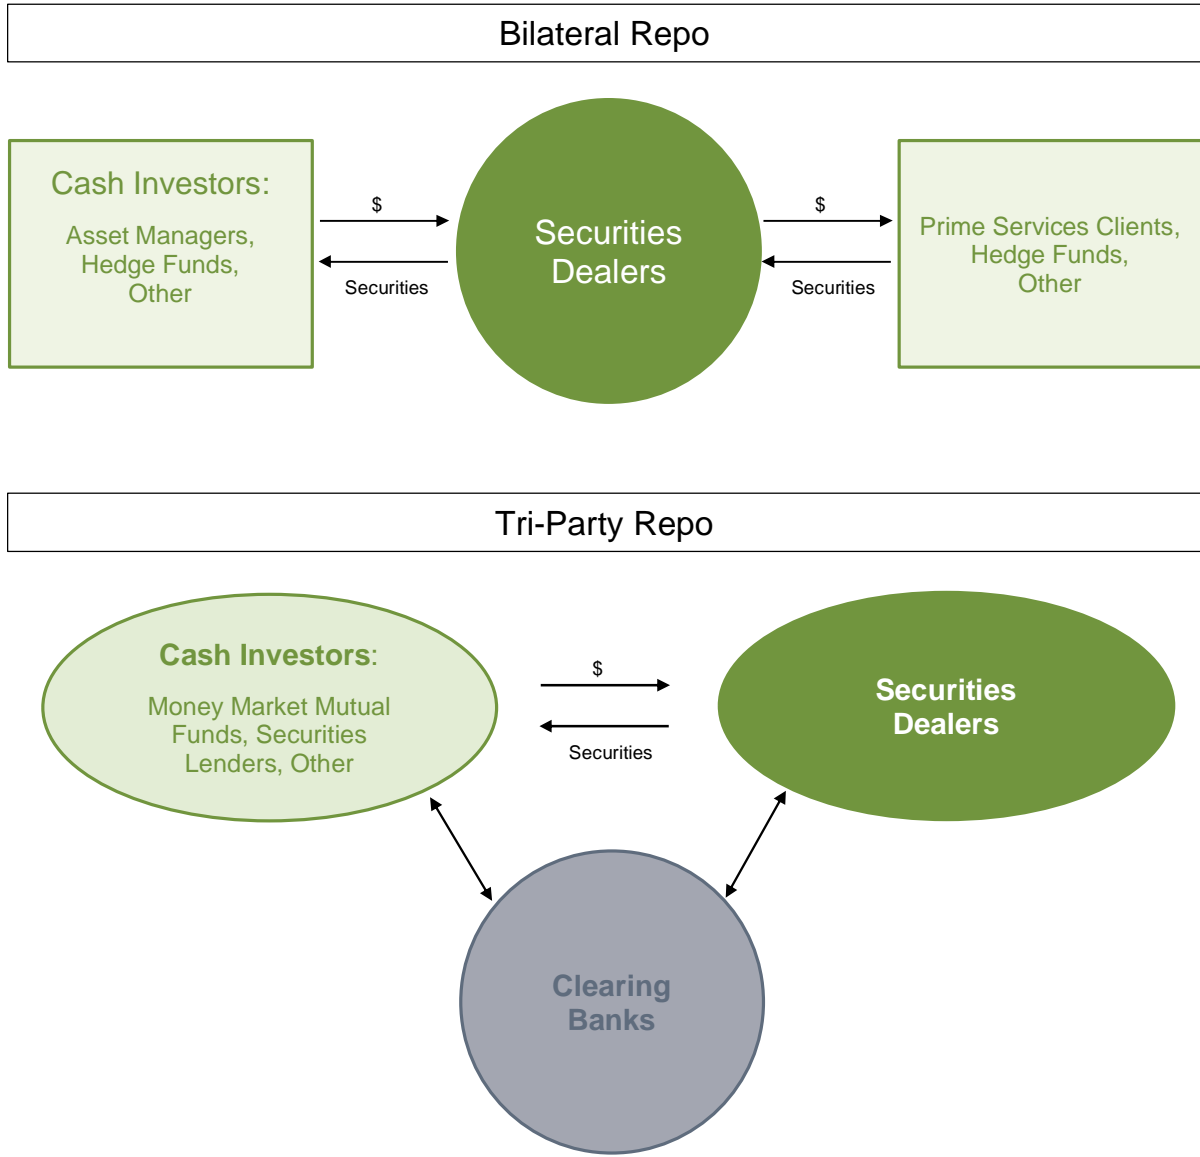 Bilateral Repo
Cash Investors:
Asset Managers,
Hedge Funds,
Other
$
Securities
Securities
Dealers
$
Securities
Prime Services Clients,
Hedge Funds,
Other
Tri-Party Repo
Cash Investors:
Money Market Mutual
Funds, Securities
Lenders, Other
$
Securities
Securities
Dealers
Clearing
Banks